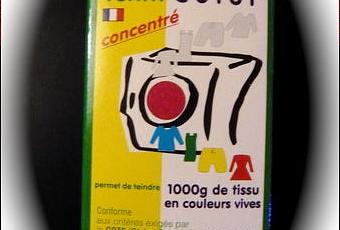 concentré
permet de teindre
1000g de tissu
en couleurs vives
Conforme
aux critères exigés par